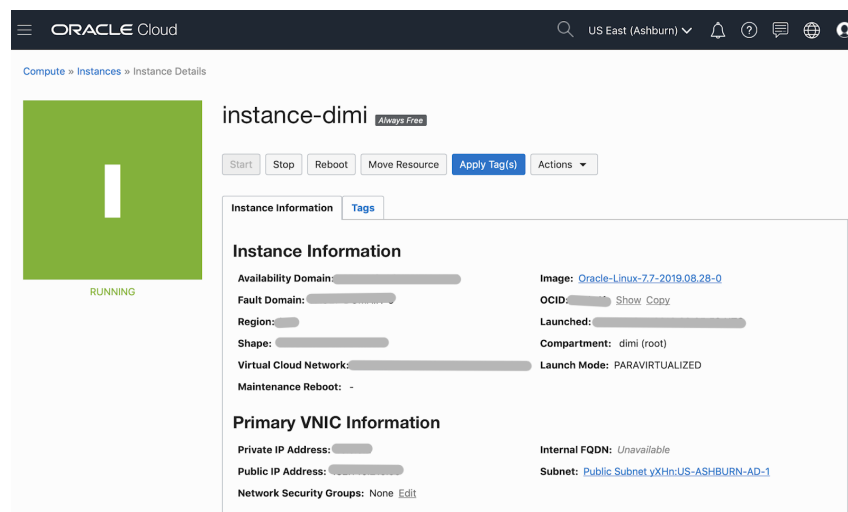 ORACLE Cloud
US East (Ashburn)
Compute » Instances » Instance Details
instance-dimi Always Free
Start Stop Reboot Move Resource Apply Tag(s) Actions
Instance Information Tags
RUNNING
Instance Information
Availability Domain:
Fault Domain:
Region:
Shape:
Virtual Cloud Network:
Maintenance Reboot: -
Image: Oracle-Linux-7.7-2019.08.28-0
OCID: Show Copy
Launched:
Compartment: dimi (root)
Launch Mode: PARAVIRTUALIZED
Primary VNIC Information
Private IP Address:
Public IP Address:
Network Security Groups: None Edit
Internal FQDN: Unavailable
Subnet: Public Subnet yXHn:US-ASHBURN-AD-1